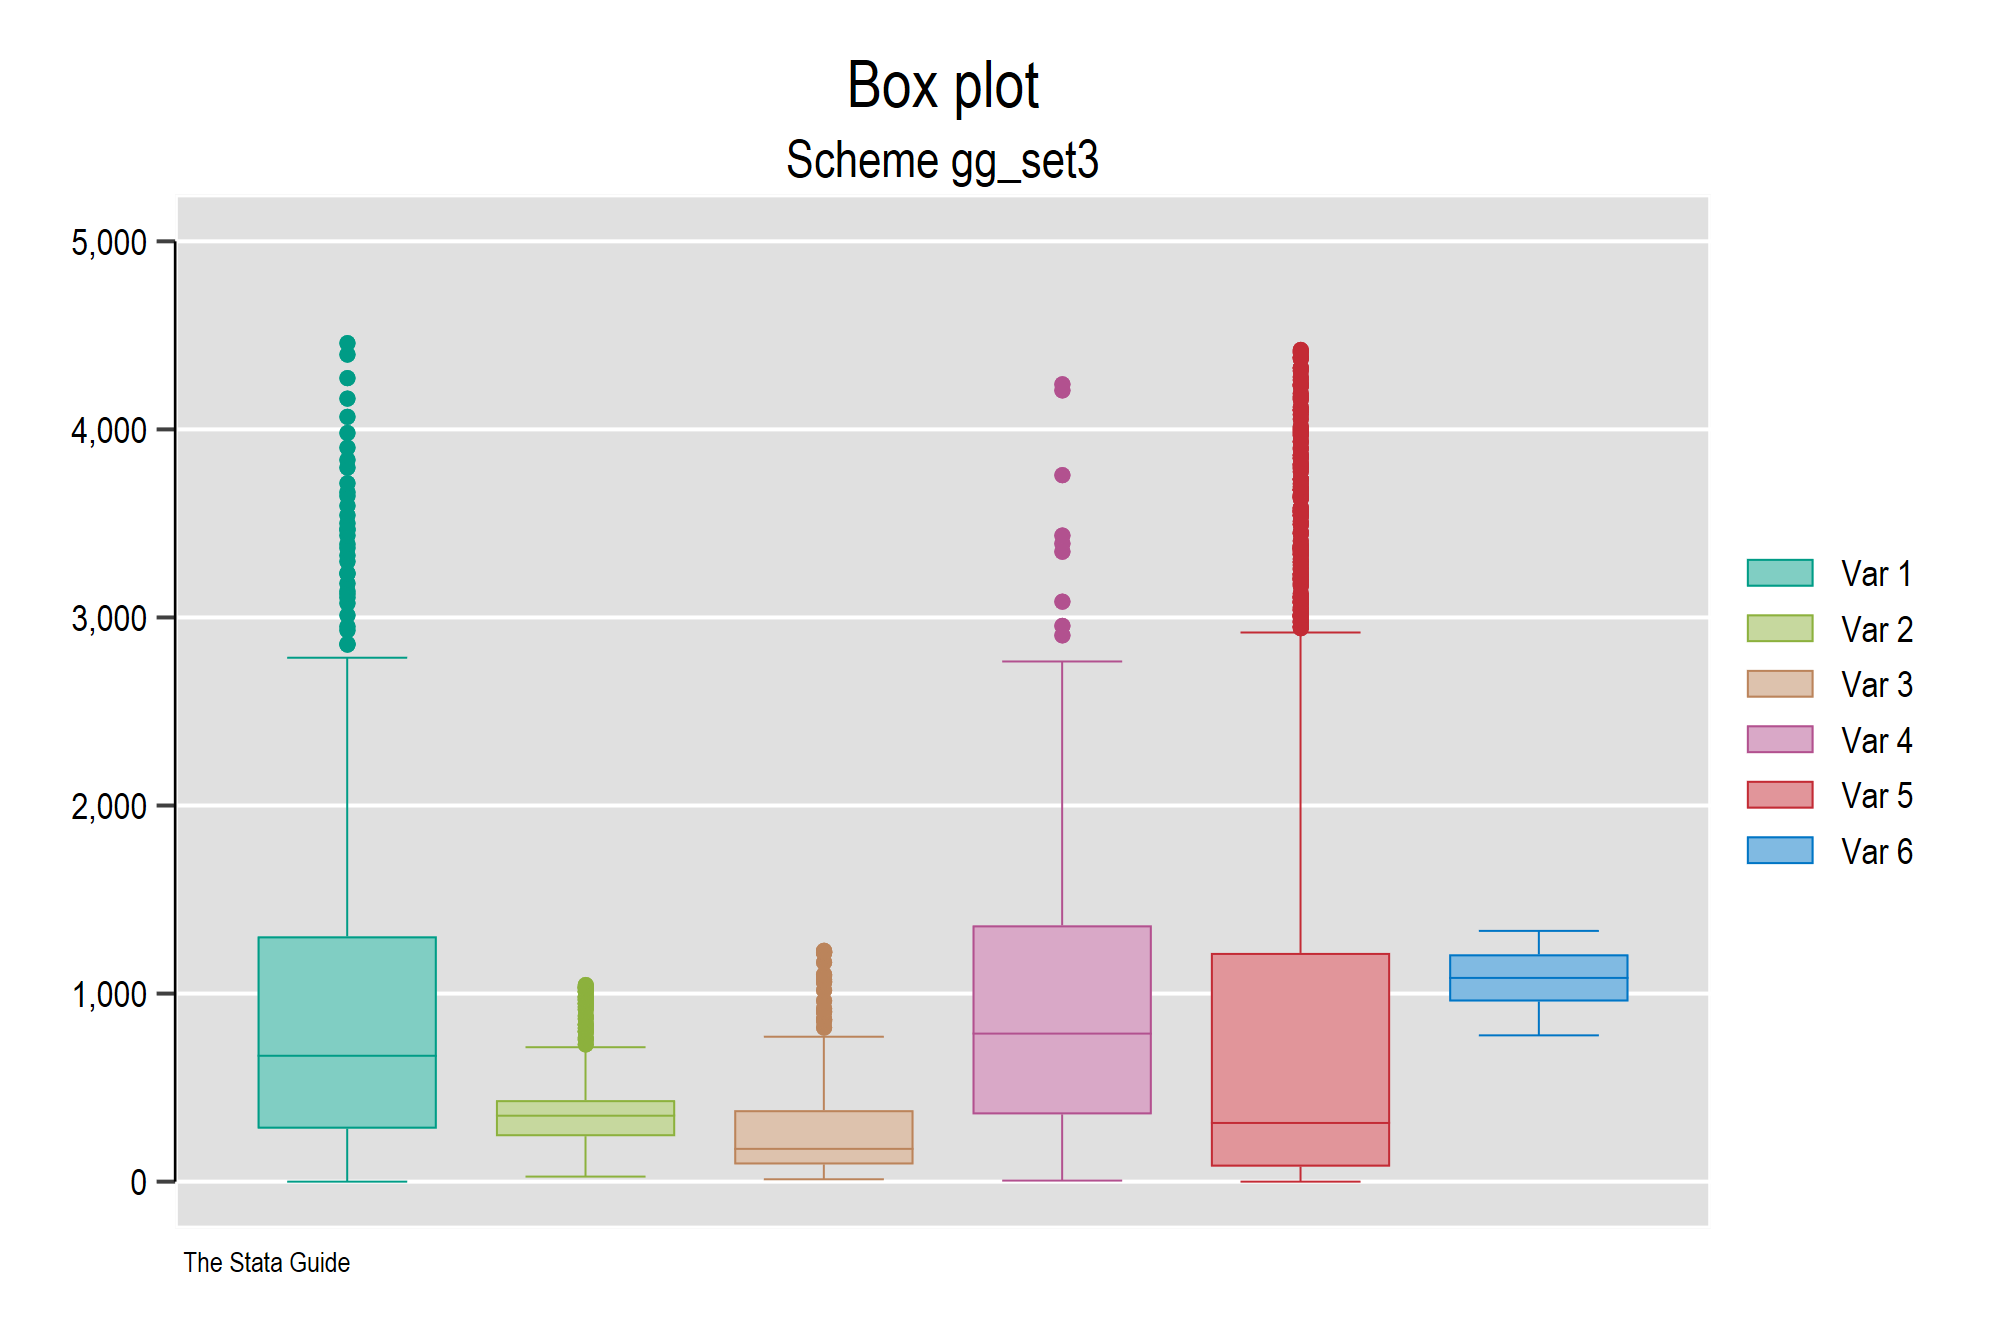 Box plot
Scheme gg_set3
5,000
4,000
3,000
2,000
1,000
0
Var 1
Var 2
Var 3
Var 4
Var 5
Var 6
The Stata Guide